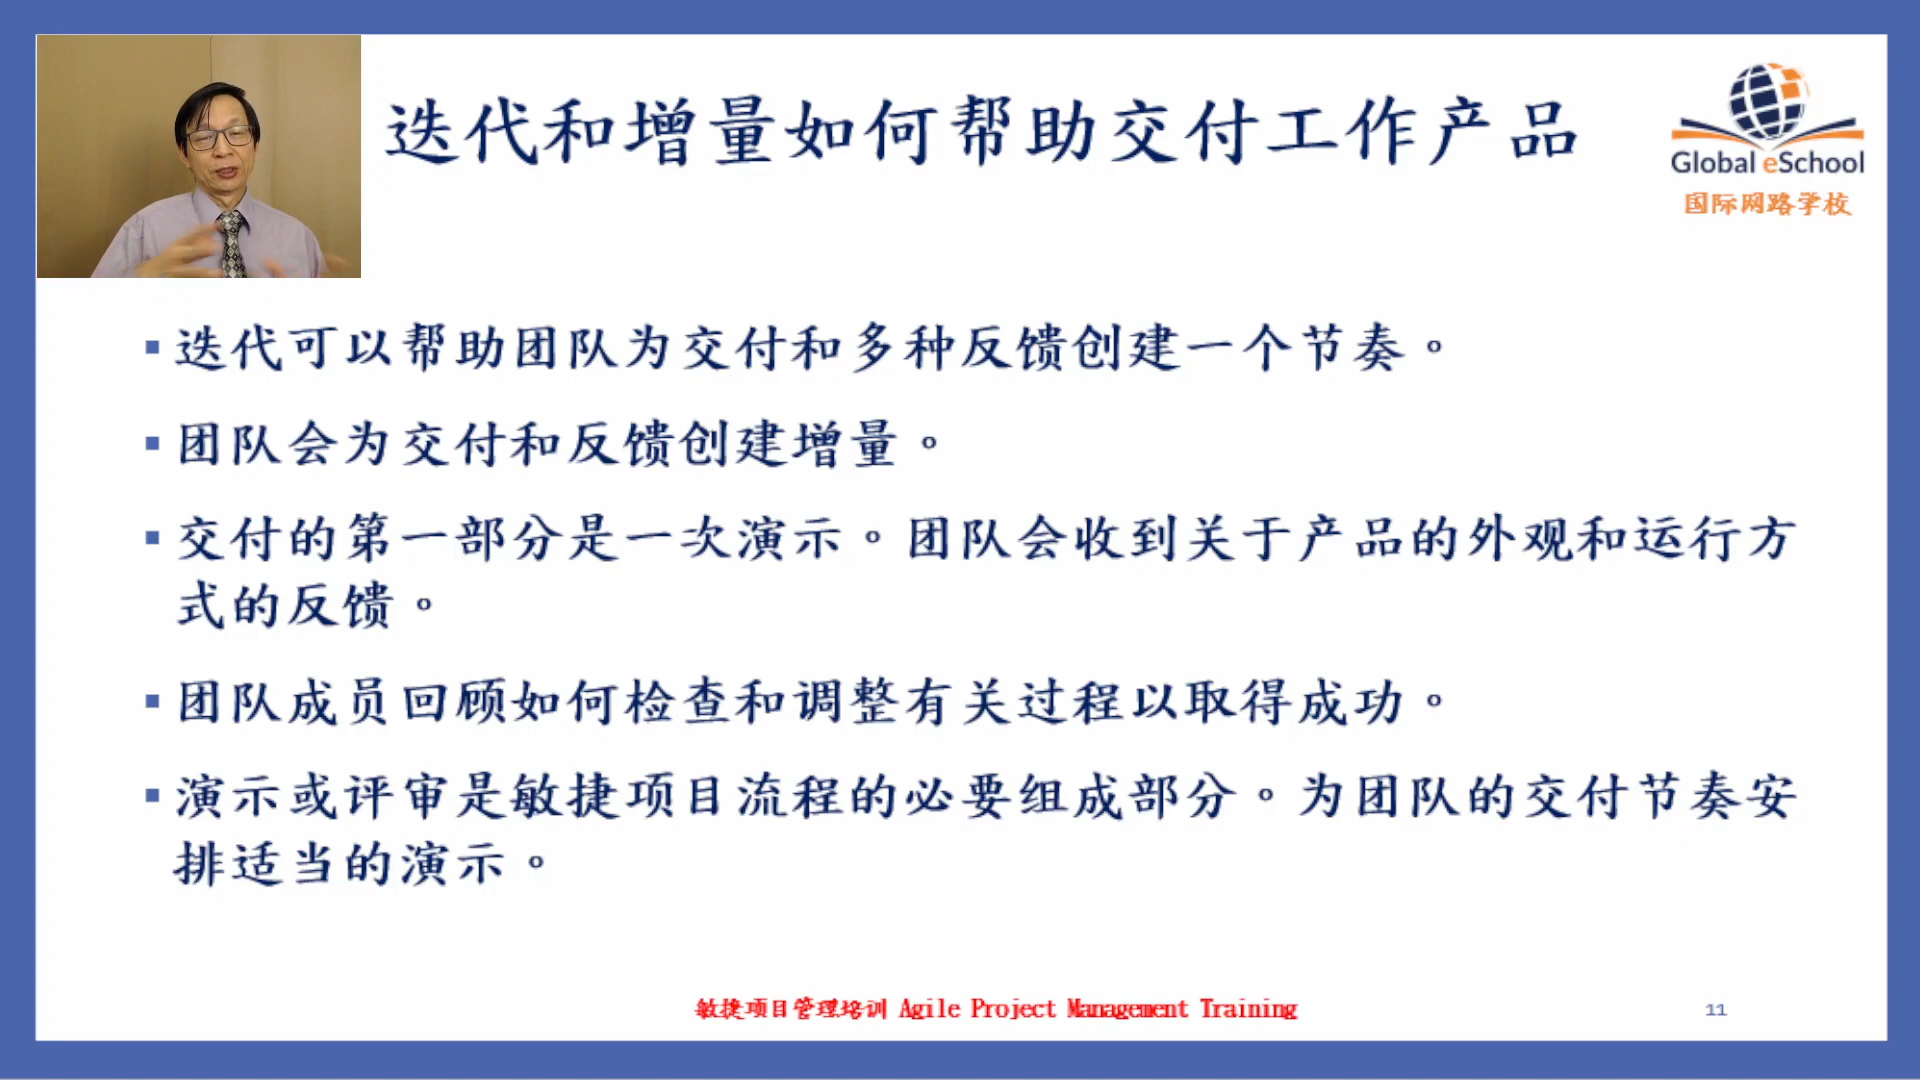 迭代和增量如何帮助交付工作产品
Global eSchool
国际网路学校
▪ 迭代可以帮助团队为交付和多种反馈创建一个节奏。
▪ 团队会为交付和反馈创建增量。
▪ 交付的第一部分是一次演示。团队会收到关于产品的外观和运行方
式的反馈。
▪ 团队成员回顾如何检查和调整有关过程以取得成功。
▪ 演示或评审是敏捷项目流程的必要组成部分。为团队的交付节奏安
排适当的演示。
敏捷项目管理培训 Agile Project Management Training
11